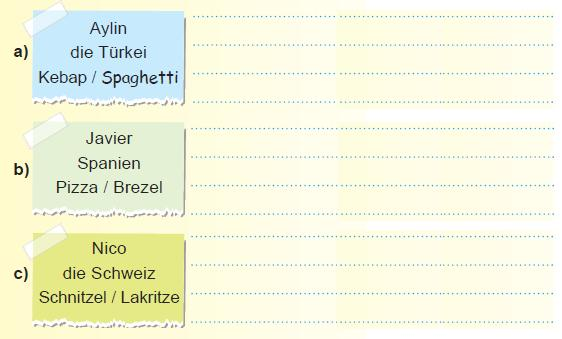 a)
Aylin
die Türkei
Kebap / Spaghetti
b)
Javier
Spanien
Pizza / Brezel
c)
Nico
die Schweiz
Schnitzel / Lakritze